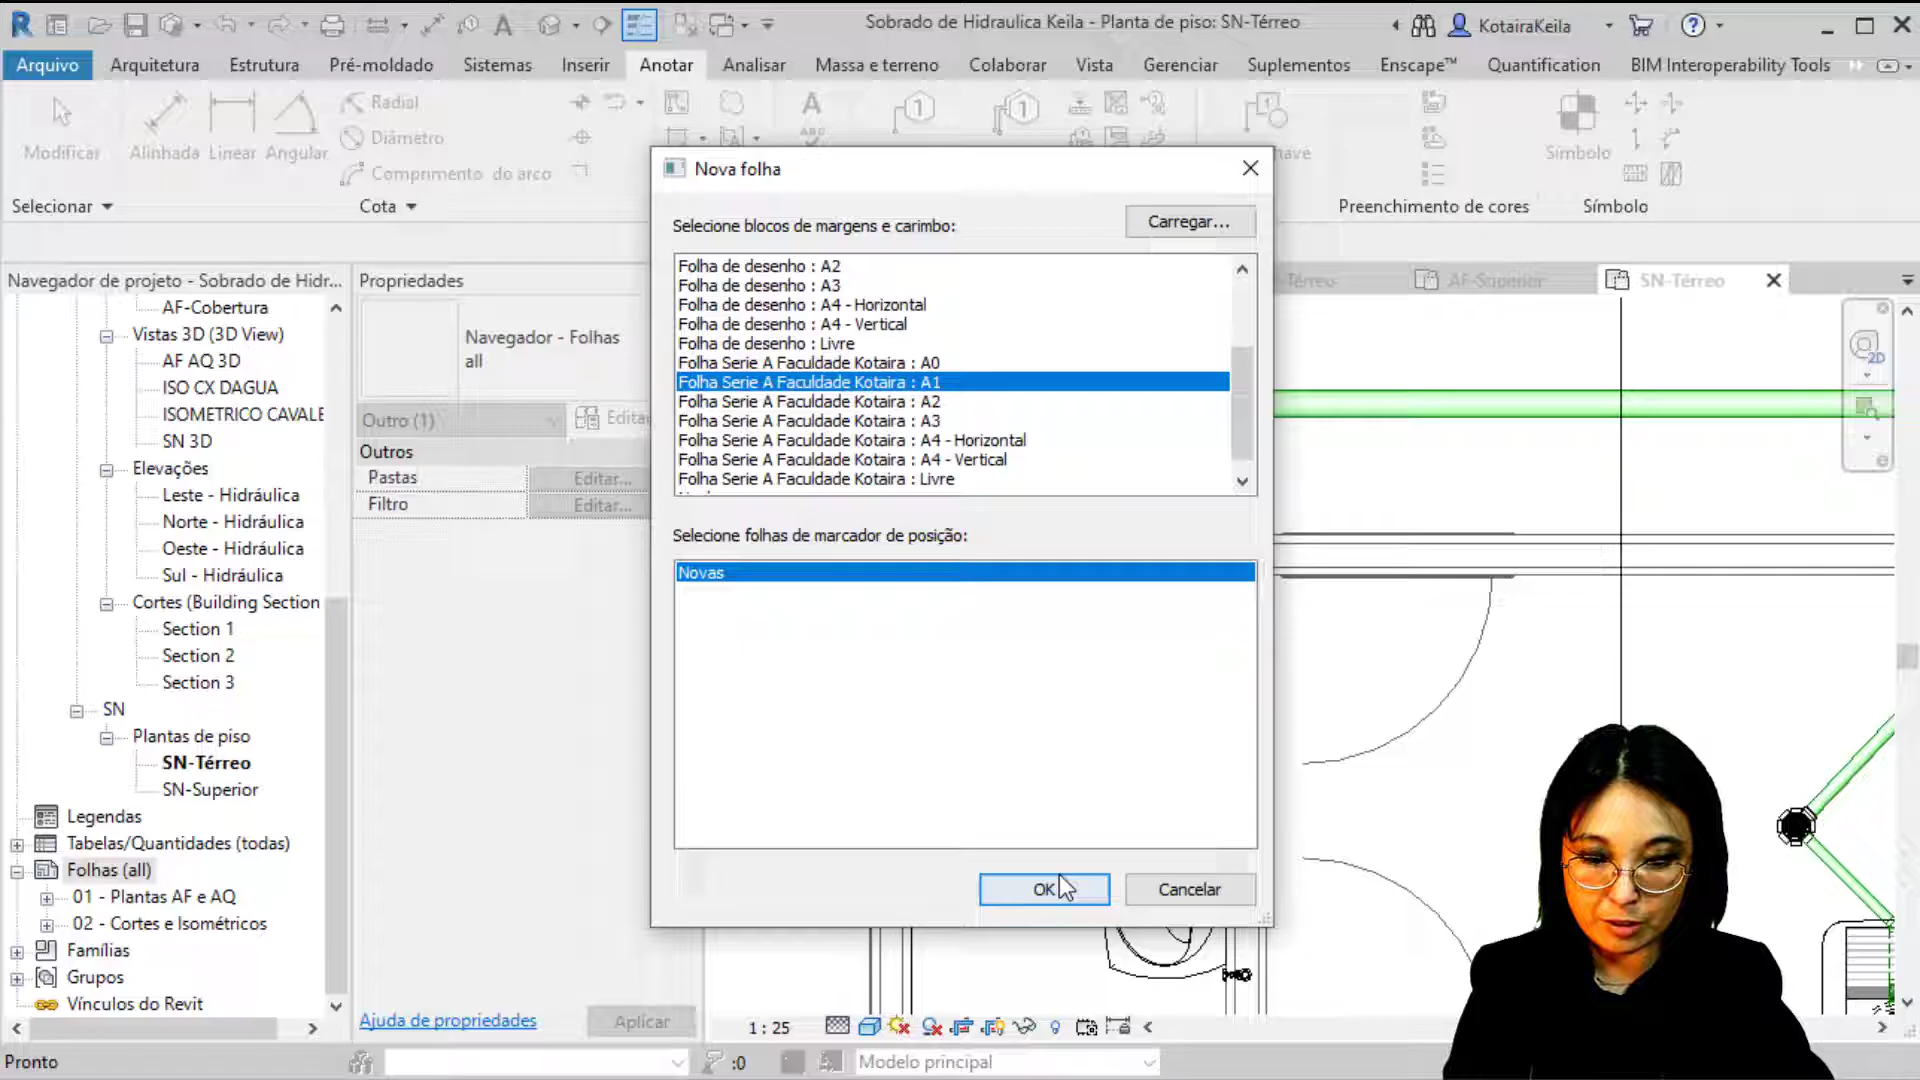 Sobrado de Hidraulica Keila - Planta de piso: SN-Térreo
KotairaKeila
Arquivo
Arquitetura
Estrutura
Pré-moldado
Sistemas
Inserir
Anotar
Analisar
Massa e terreno
Colaborar
Vista
Gerenciar
Suplementos
Enscape™
Quantification
BIM Interoperability Tools
Modificar
Alinhada
Linear
Angular
Radial
Diâmetro
Comprimento do arco
Símbolo
Selecionar
Cota
Preenchimento de cores
Símbolo
Navegador de projeto - Sobrado de Hidr...
AF-Cobertura
Vistas 3D (3D View)
AF AQ 3D
ISO CX DAGUA
ISOMETRICO CAVALE
SN 3D
Elevações
Leste - Hidráulica
Norte - Hidráulica
Oeste - Hidráulica
Sul - Hidráulica
Cortes (Building Section
Section 1
Section 2
Section 3
SN
Plantas de piso
SN-Térreo
SN-Superior
Legendas
Tabelas/Quantidades (todas)
Folhas (all)
01 - Plantas AF e AQ
02 - Cortes e Isométricos
Famílias
Grupos
Vínculos do Revit
Propriedades
Navegador - Folhas
all
Outro (1)
Editar
Outros
Pastas
Editar...
Filtro
Editar...
Ajuda de propriedades
Aplicar
Nova folha
Selecione blocos de margens e carimbo:
Carregar...
Folha de desenho : A2
Folha de desenho : A3
Folha de desenho : A4 - Horizontal
Folha de desenho : A4 - Vertical
Folha de desenho : Livre
Folha Serie A Faculdade Kotaira : A0
Folha Serie A Faculdade Kotaira : A1
Folha Serie A Faculdade Kotaira : A2
Folha Serie A Faculdade Kotaira : A3
Folha Serie A Faculdade Kotaira : A4 - Horizontal
Folha Serie A Faculdade Kotaira : A4 - Vertical
Folha Serie A Faculdade Kotaira : Livre
Selecione folhas de marcador de posição:
Novas
OK
Cancelar
AF-Superior
SN-Térreo
2D
1 : 25
Pronto
:0
Modelo principal